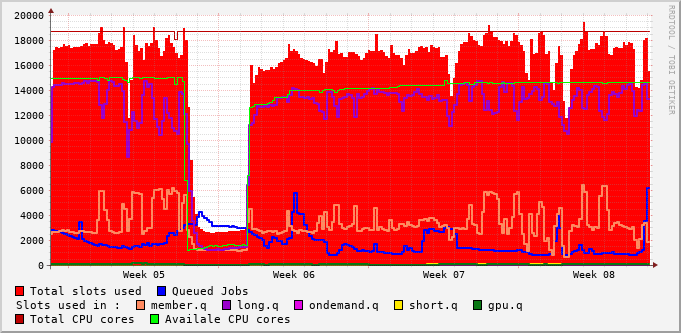 20000
18000
16000
14000
12000
10000
8000
6000
4000
2000
0
Week 05 Week 06 Week 07 Week 08
RRDTOOL / TOBI OETIKER
Total slots used Queued Jobs
Slots used in : member.q long.q ondemand.q short.q gpu.q
Total CPU cores Availale CPU cores